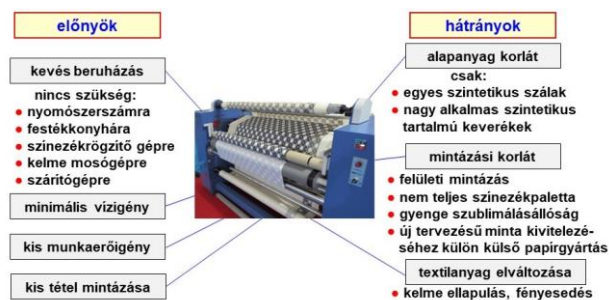 előnyök
kevés beruházás
nincs szükség:
• nyomószerszámra
• festékkonyhára
• színezékrögzítő gépre
• kelme mosógépre
• szárítógépre
minimális vízigény
kis munkaerőigény
kis tétel mintázása
hátrányok
alapanyag korlát
csak:
• egyes szintetikus szálak
• nagy alkalmas szintetikus
tartalmú keverékek
mintázási korlát
• felületi mintázás
• nem teljes színezékpaletta
• gyenge szublimálásállóság
• új tervezésű minta kivitelezé-
séhez külön külső papírgyártás
textilanyag elváltozása
• kelme ellapulás, fényesedés